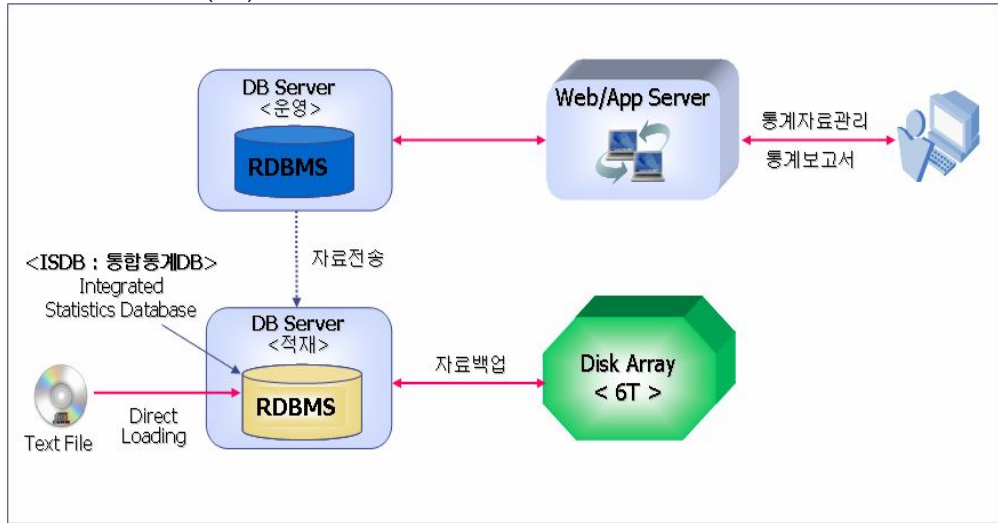 DB Server
<운영>
RDBMS
Web/App Server
통계자료관리
통계보고서
자료전송
<ISDB : 통합통계DB>
Integrated
Statistics Database
DB Server
<적재>
RDBMS
자료백업
Disk Array
< 6T >
Direct
Loading
Text File